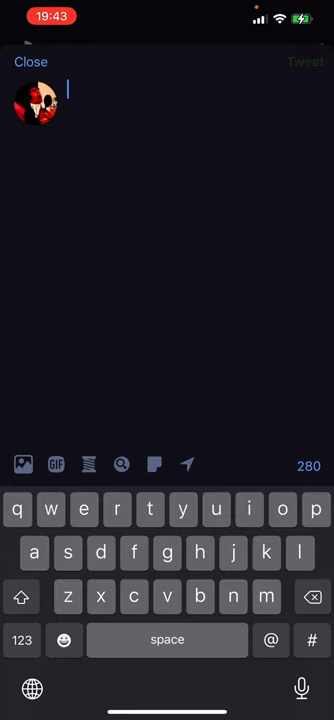 19:43
Close Tweet
GIF 280
q w e r t y u i o p
a s d f g h j k l
z x c v b n m
123 space @ #